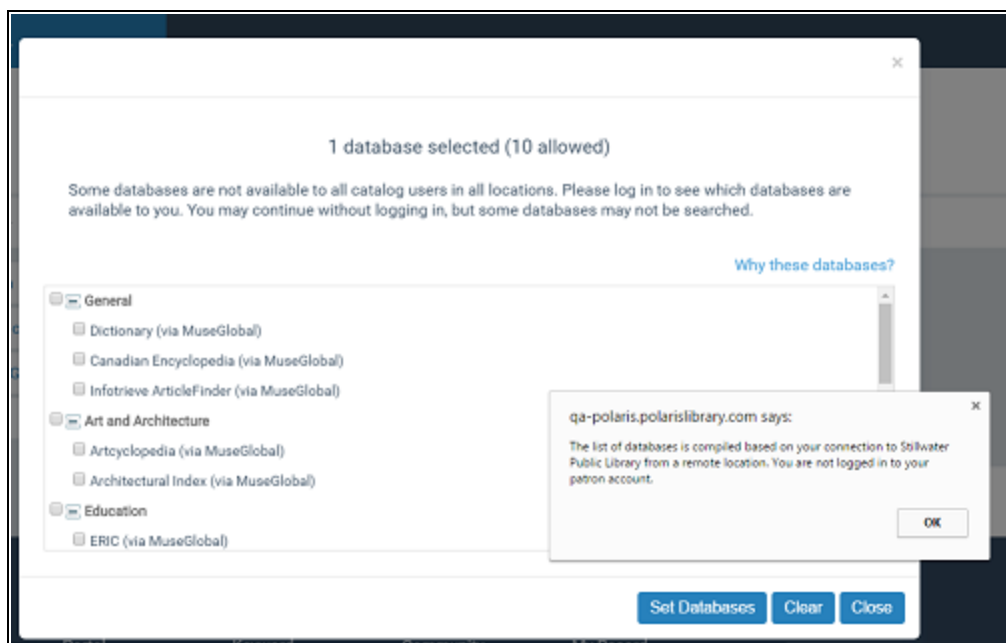 ×
1 database selected (10 allowed)
Some databases are not available to all catalog users in all locations. Please log in to see which databases are
available to you. You may continue without logging in, but some databases may not be searched.
Why these databases?
General
Dictionary (via MuseGlobal)
Canadian Encyclopedia (via MuseGlobal)
Infotrieve ArticleFinder (via MuseGlobal)
Art and Architecture
Artcyclopedia (via MuseGlobal)
Architectural Index (via MuseGlobal)
Education
ERIC (via MuseGlobal)
×
qa-polaris.polarislibrary.com says:
The list of databases is compiled based on your connection to Stillwater
Public Library from a remote location. You are not logged in to your
patron account.
OK
Set Databases Clear Close